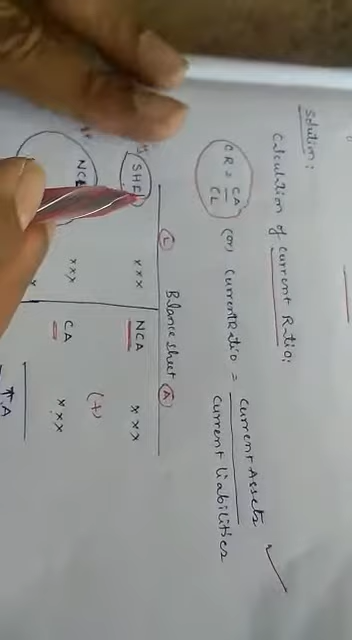 Solution:
Calculation of Current Ratio:
CR = CA/CL (or) Current Ratio = Current Assets/Current liabilities
Balance sheet
L A
SHE xxx NCA xxx
(+)
NCL xxx CA xxx